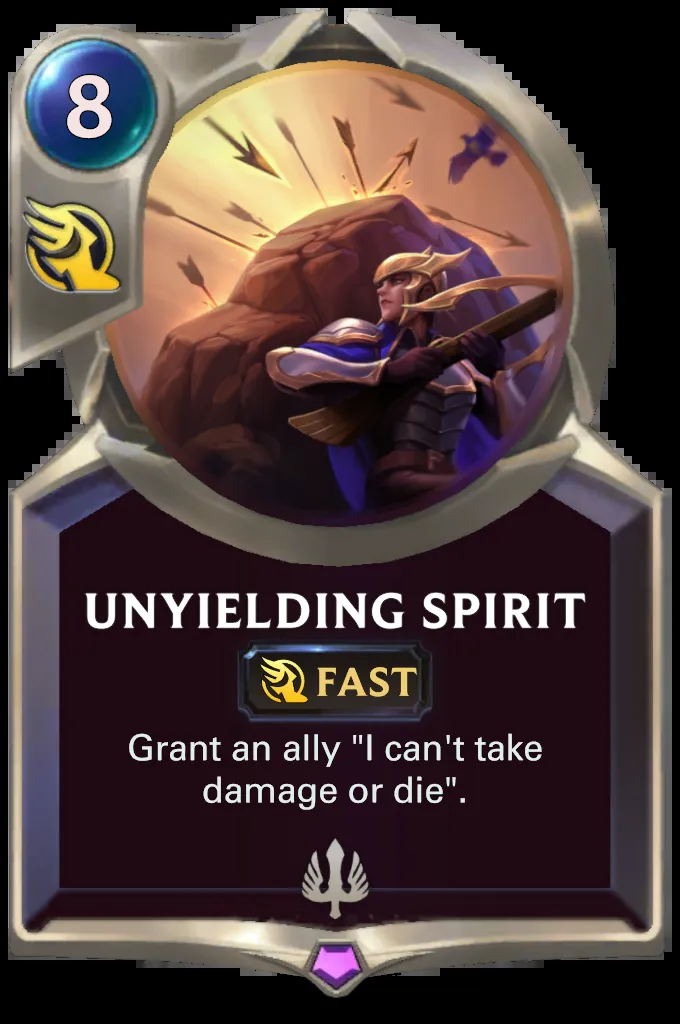 8
UNYIELDING SPIRIT
FAST
Grant an ally "I can't take
damage or die".